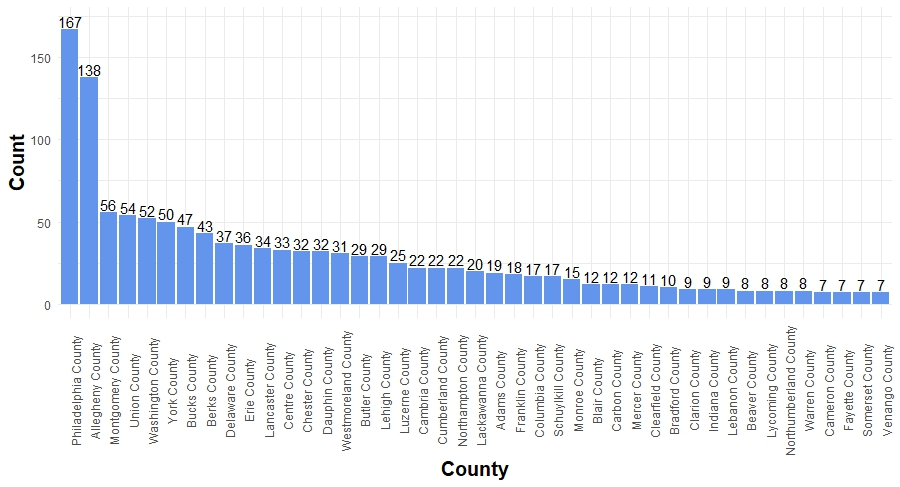 Count
150
100
50
0
167
138
56
54
52
50
47
43
37
36
34
33
32
32
31
29
29
25
22
22
22
20
19
18
17
17
15
12
12
12
11
10
9
9
9
8
8
8
8
7
7
7
7
Philadelphia County
Allegheny County
Montgomery County
Union County
Washington County
York County
Bucks County
Berks County
Delaware County
Erie County
Lancaster County
Centre County
Chester County
Dauphin County
Westmoreland County
Butler County
Lehigh County
Luzerne County
Cambria County
Cumberland County
Northampton County
Lackawanna County
Adams County
Franklin County
Columbia County
Schuylkill County
Monroe County
Blair County
Carbon County
Mercer County
Clearfield County
Bradford County
Clarion County
Indiana County
Lebanon County
Beaver County
Lycoming County
Northumberland County
Warren County
Cameron County
Fayette County
Somerset County
Venango County
County